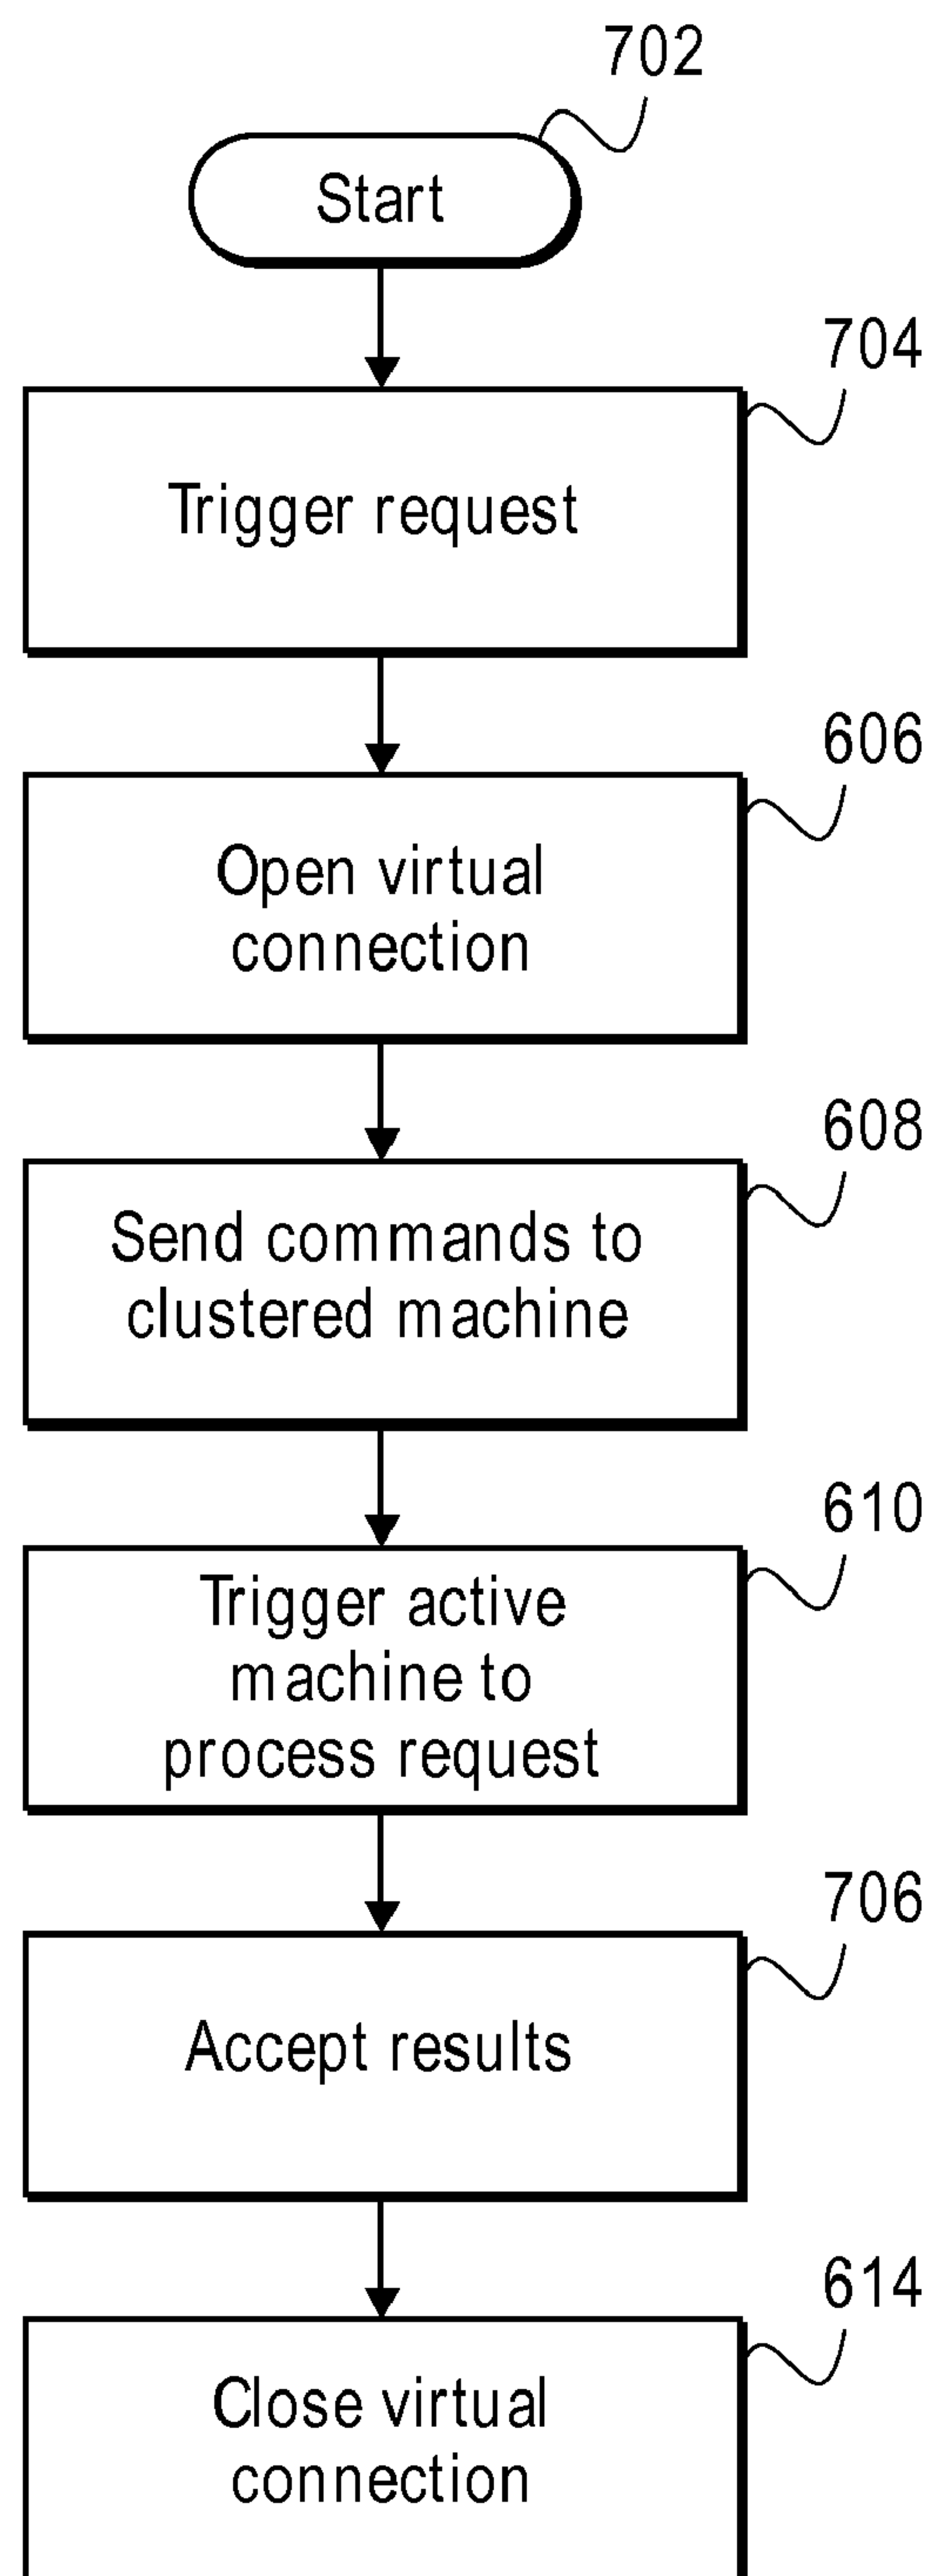 702
Start
704
Trigger request
606
Open virtual
connection
608
Send commands to
clustered machine
610
Trigger active
machine to
process request
706
Accept results
614
Close virtual
connection